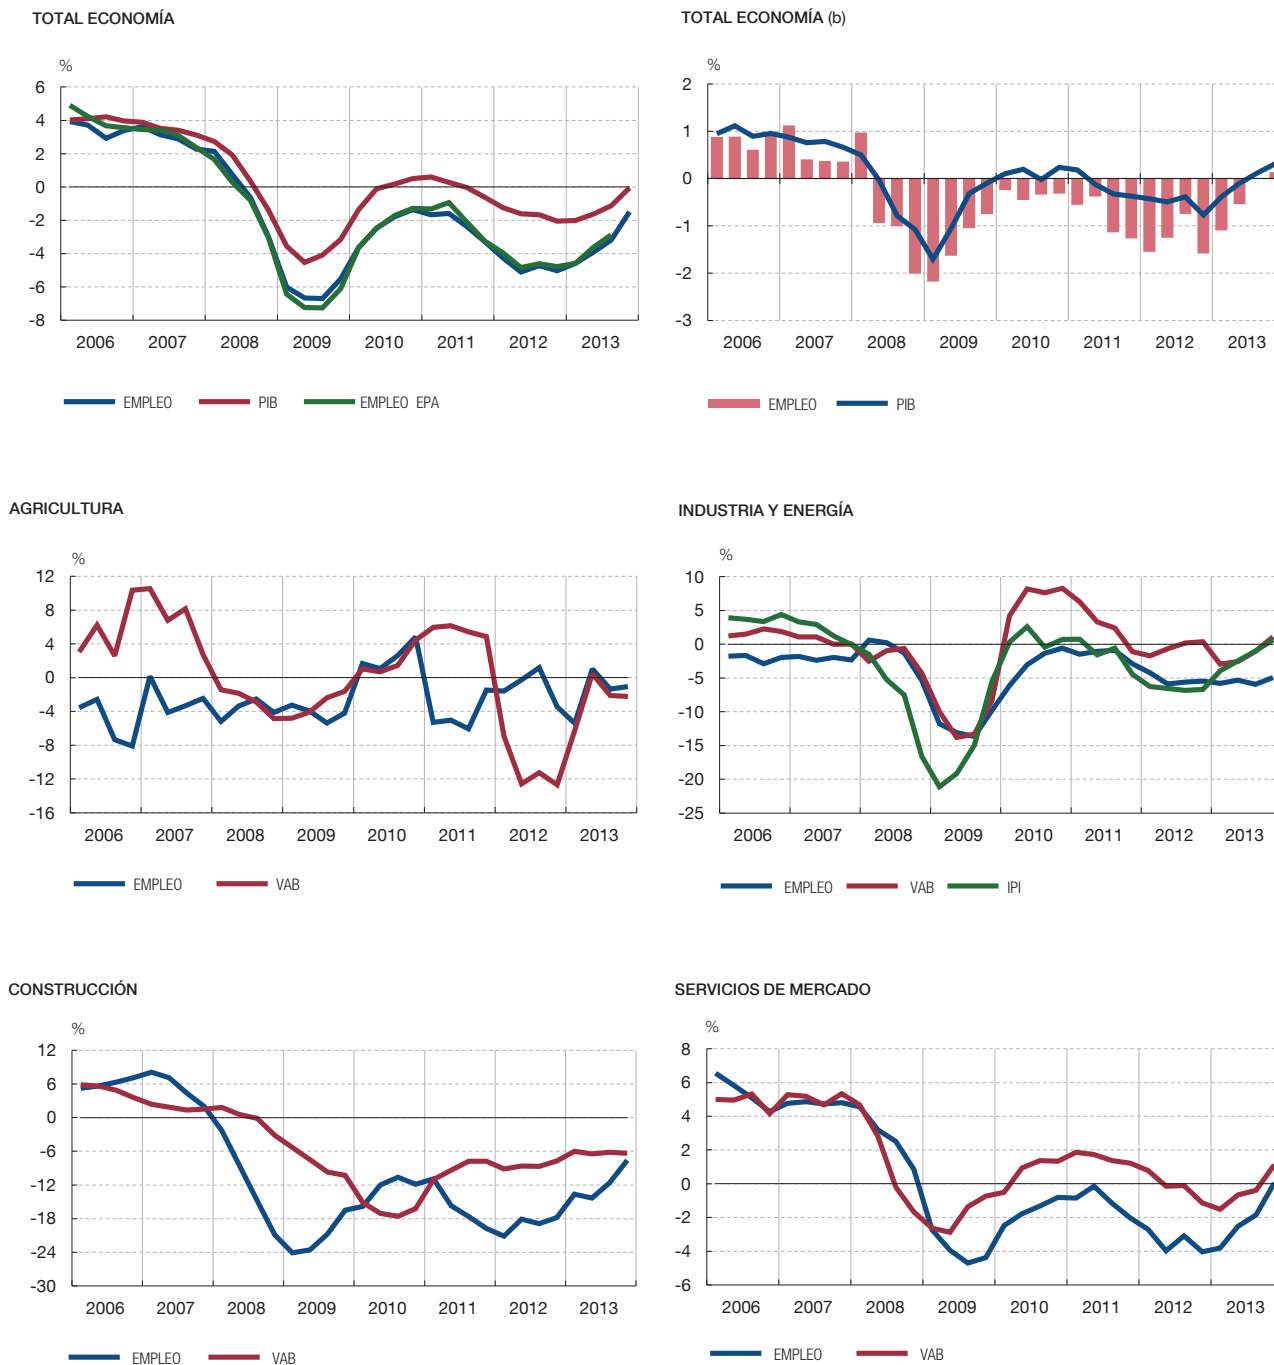 TOTAL ECONOMÍA
%
6
4
2
0
-2
-4
-6
-8
2006 2007 2008 2009 2010 2011 2012 2013
EMPLEO PIB EMPLEO EPA
TOTAL ECONOMÍA (b)
%
2
1
0
-1
-2
-3
2006 2007 2008 2009 2010 2011 2012 2013
EMPLEO PIB
AGRICULTURA
%
12
8
4
0
-4
-8
-12
-16
2006 2007 2008 2009 2010 2011 2012 2013
EMPLEO VAB
INDUSTRIA Y ENERGÍA
%
10
5
0
-5
-10
-15
-20
-25
2006 2007 2008 2009 2010 2011 2012 2013
EMPLEO VAB IPI
CONSTRUCCIÓN
%
12
6
0
-6
-12
-18
-24
-30
2006 2007 2008 2009 2010 2011 2012 2013
EMPLEO VAB
SERVICIOS DE MERCADO
%
8
6
4
2
0
-2
-4
-6
2006 2007 2008 2009 2010 2011 2012 2013
EMPLEO VAB